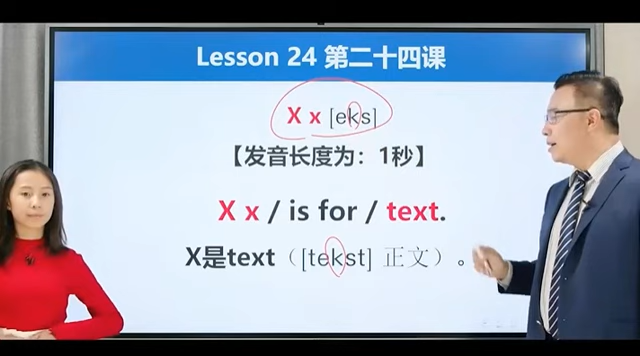 Lesson 24 第二十四课
X x [eks]
【发音长度为：1秒】
X x / is for / text.
X是text（[tekst] 正文）。